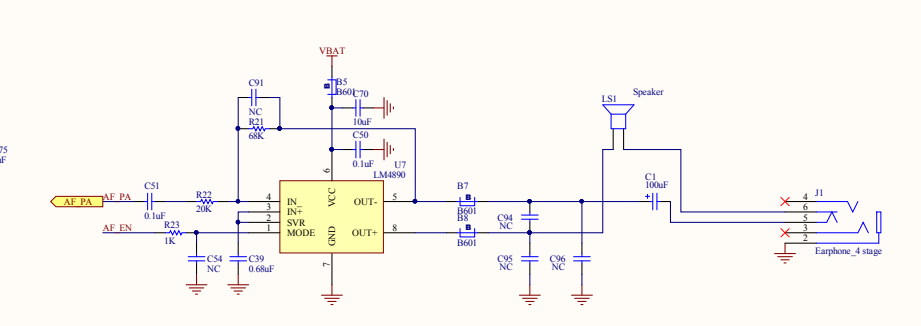 VBAT
B5
B
B601
C70
10uF
C91
NC
R21
68K
C50
0.1uF
U7
LM4890
6
VCC
75
uF
AF_PA
AF_PA
C51
0.1uF
R22
20K
4
IN_
3
IN+
2
SVR
1
MODE
OUT-
5
OUT+
8
GND
7
AF_EN
R23
1K
C54
NC
C39
0.68uF
B7
B
B601
B8
B
B601
C94
NC
C95
NC
C96
NC
LS1
Speaker
C1
100uF
+
J1
4
6
5
3
2
Earphone_4 stage